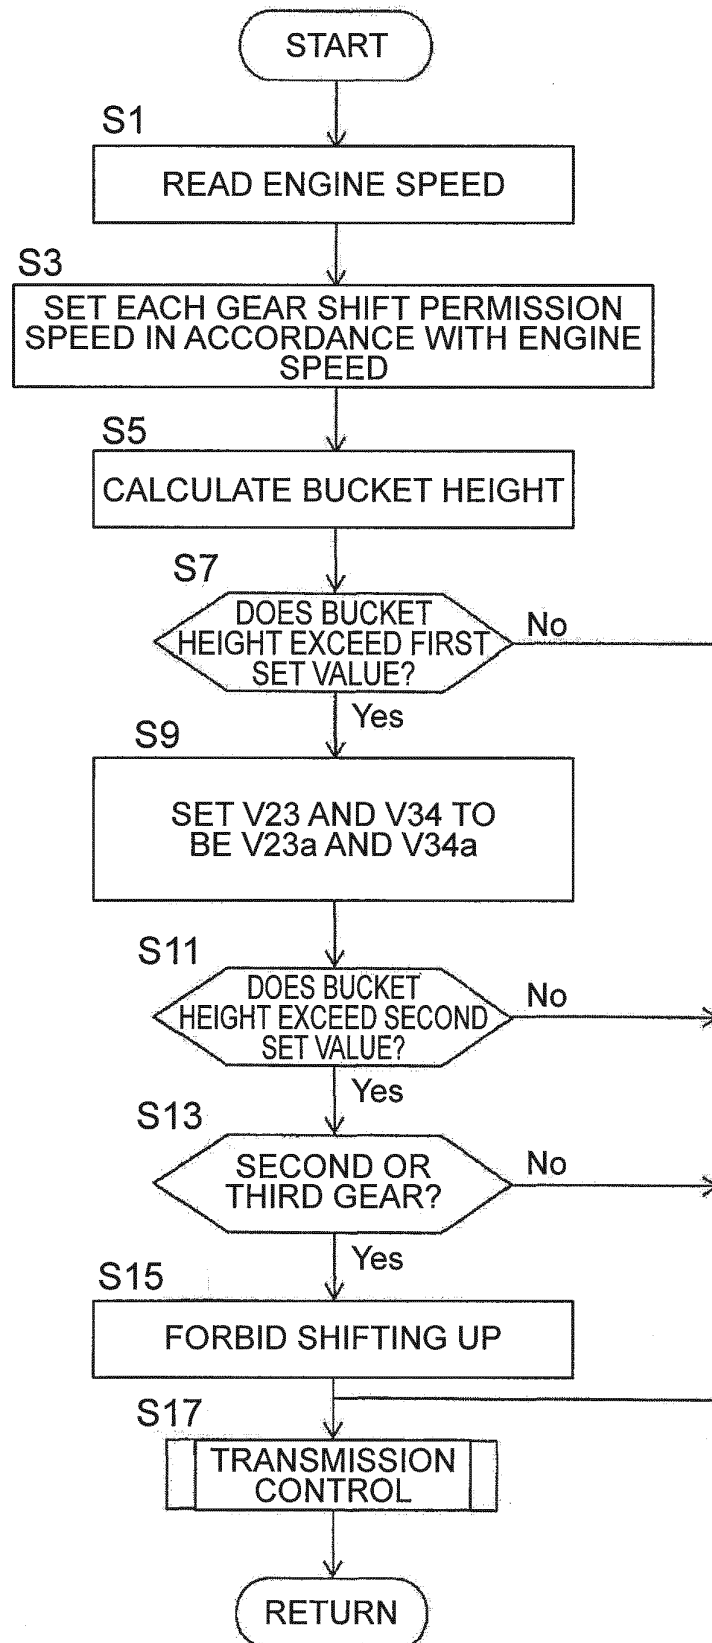 START
S1
READ ENGINE SPEED
S3
SET EACH GEAR SHIFT PERMISSION
SPEED IN ACCORDANCE WITH ENGINE
SPEED
S5
CALCULATE BUCKET HEIGHT
S7
DOES BUCKET
HEIGHT EXCEED FIRST
SET VALUE?
No
Yes
S9
SET V23 AND V34 TO
BE V23a AND V34a
S11
DOES BUCKET
HEIGHT EXCEED SECOND
SET VALUE?
No
Yes
S13
SECOND OR
THIRD GEAR?
No
Yes
S15
FORBID SHIFTING UP
S17
TRANSMISSION
CONTROL
RETURN